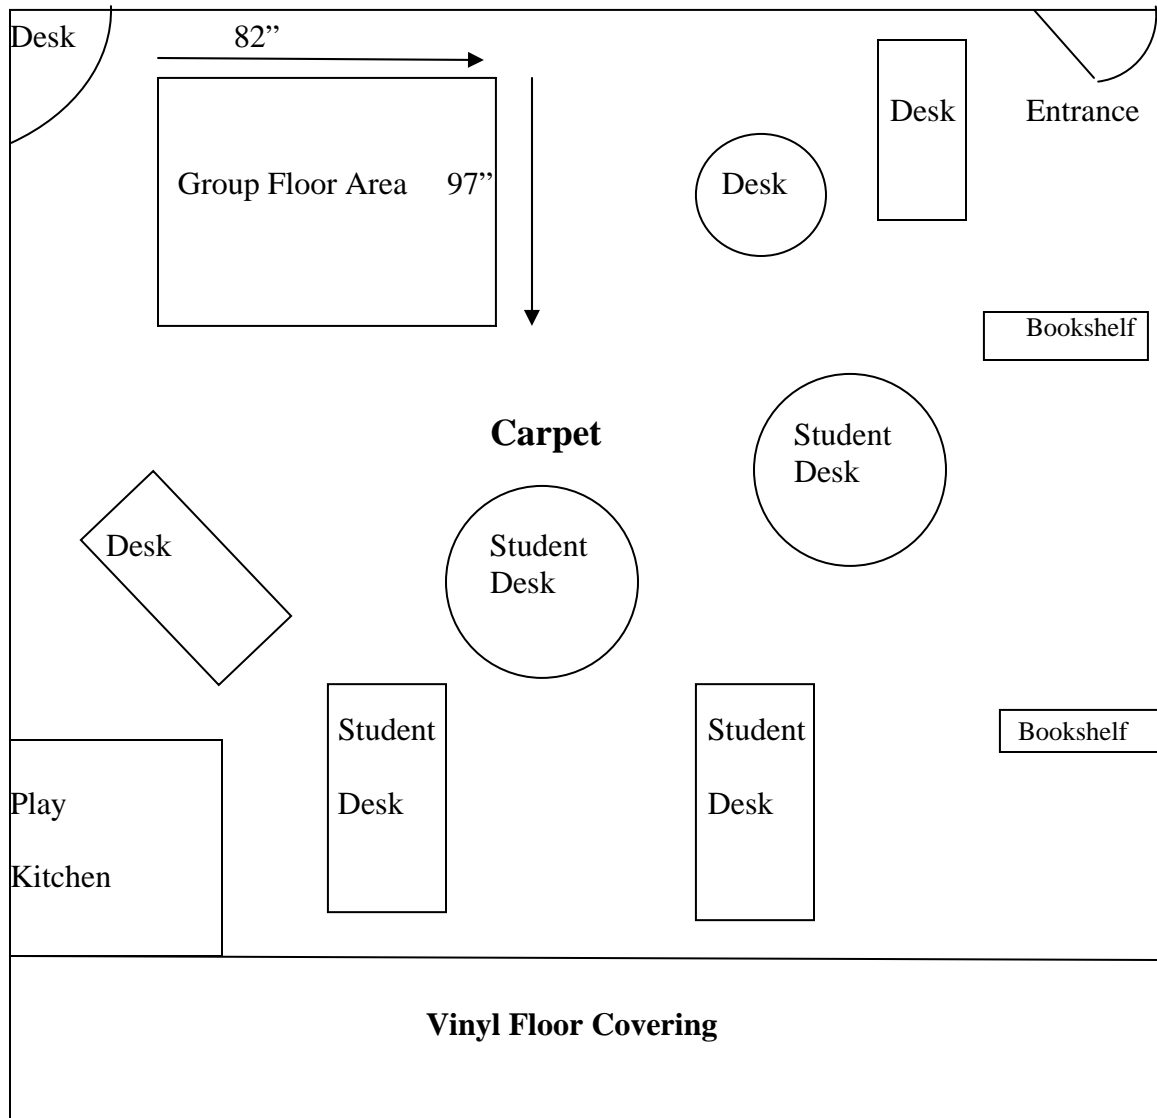 Desk
82”
Desk
Entrance
Group Floor Area 97”
Desk
Bookshelf
Carpet
Student
Desk
Desk
Student
Desk
Student
Desk
Student
Desk
Bookshelf
Play
Kitchen
Vinyl Floor Covering